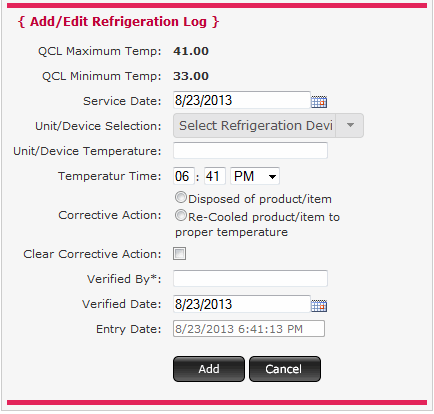 { Add/Edit Refrigeration Log }
QCL Maximum Temp: 41.00
QCL Minimum Temp: 33.00
Service Date: 8/23/2013
Unit/Device Selection: Select Refrigeration Devi
Unit/Device Temperature:
Temperatur Time: 06 : 41 PM
Disposed of product/item
Corrective Action: Re-Cooled product/item to
proper temperature
Clear Corrective Action:
Verified By*:
Verified Date: 8/23/2013
Entry Date: 8/23/2013 6:41:13 PM
Add Cancel